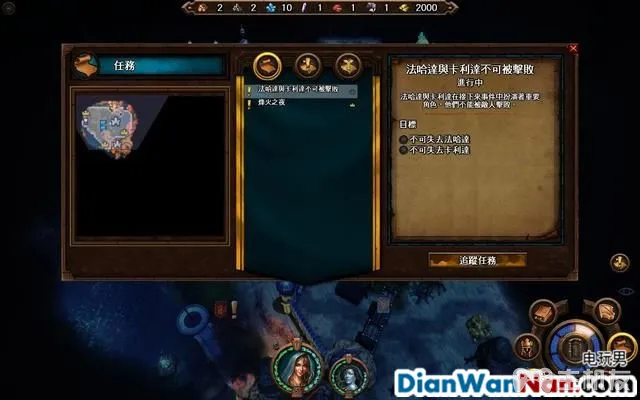 2 2 10 1 1 1 2000
任務
法哈達與卡利達不可被擊敗
烽火之夜
法哈達與卡利達不可被擊敗
進行中
法哈達與卡利達在接下來事件中扮演著重要
角色，他們不能被敵人擊敗。
目標
不可失去法哈達
不可失去卡利達
追蹤任務
电玩男
DianWanNan.com